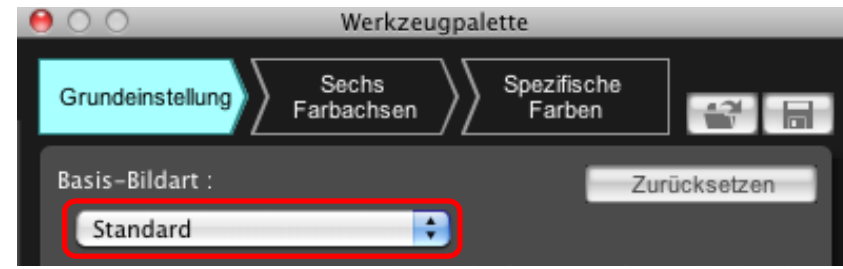 Werkzeugpalette
Grundeinstellung
Sechs
Farbachsen
Spezifische
Farben
Basis-Bildart :
Zurücksetzen
Standard